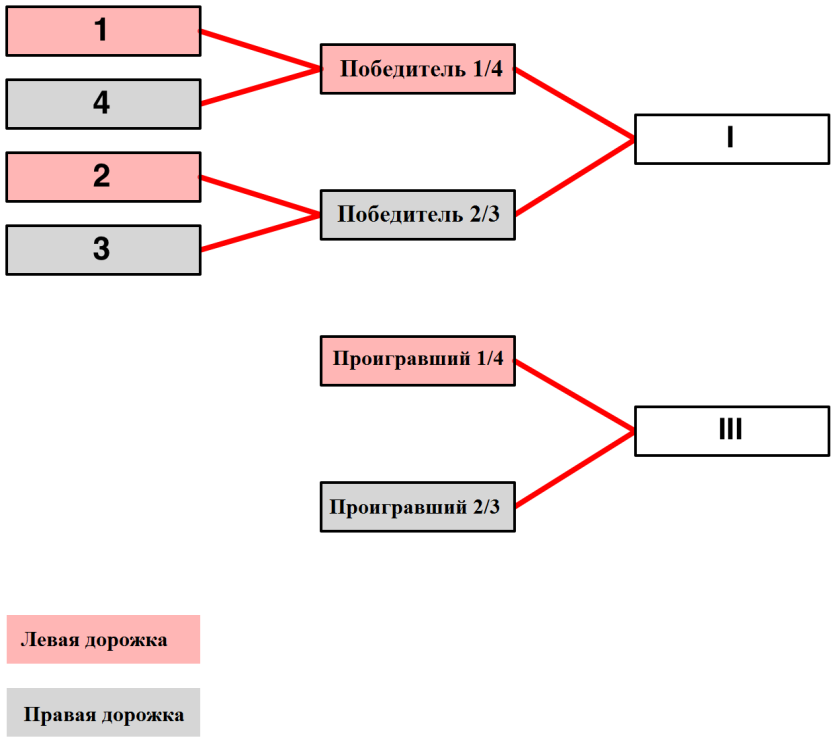 1
4
2
3
Победитель 1/4
Победитель 2/3
I
Проигравший 1/4
Проигравший 2/3
III
Левая дорожка
Правая дорожка